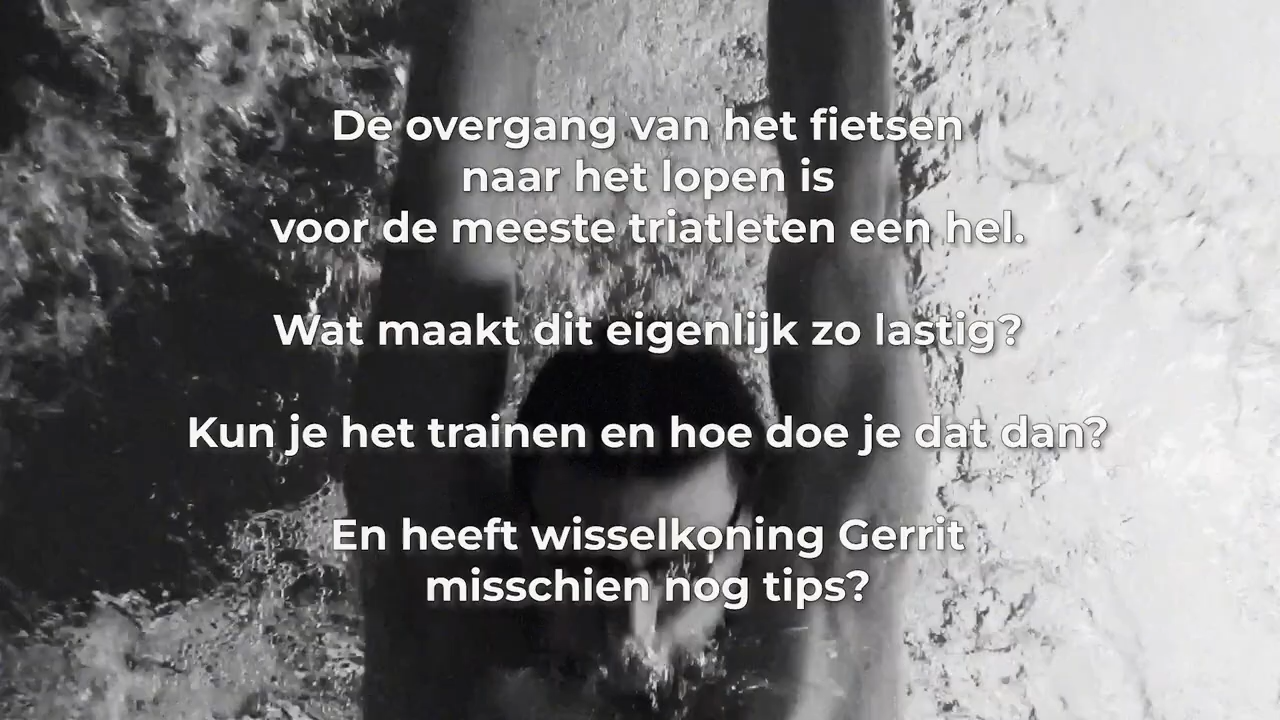 De overgang van het fietsen
naar het lopen is
voor de meeste triatleten een hel.
Wat maakt dit eigenlijk zo lastig?
Kun je het trainen en hoe doe je dat dan?
En heeft wisselkoning Gerrit
misschien nog tips?